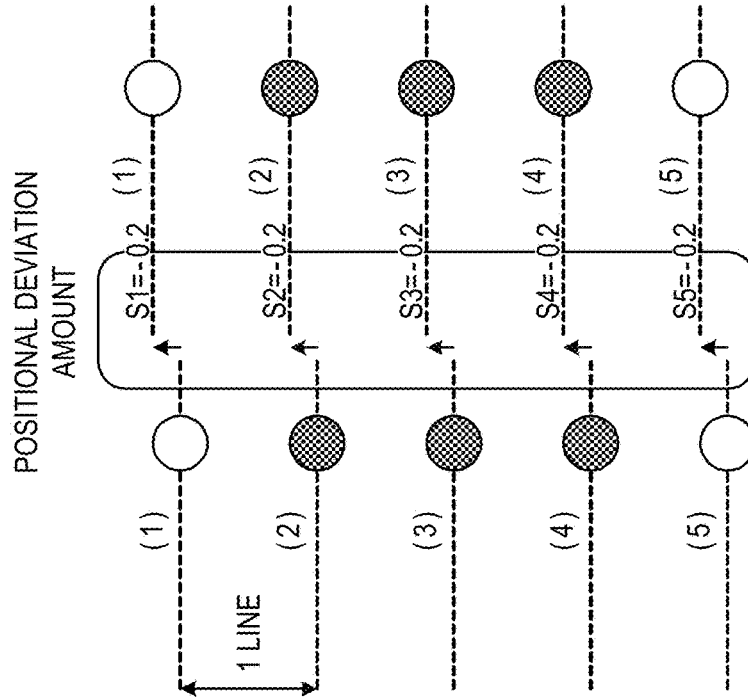 POSITIONAL DEVIATION
AMOUNT
1 LINE
(1)
(2)
(3)
(4)
(5)
S1=-0.2
S2=-0.2
S3=-0.2
S4=-0.2
S5=-0.2
(1)
(2)
(3)
(4)
(5)